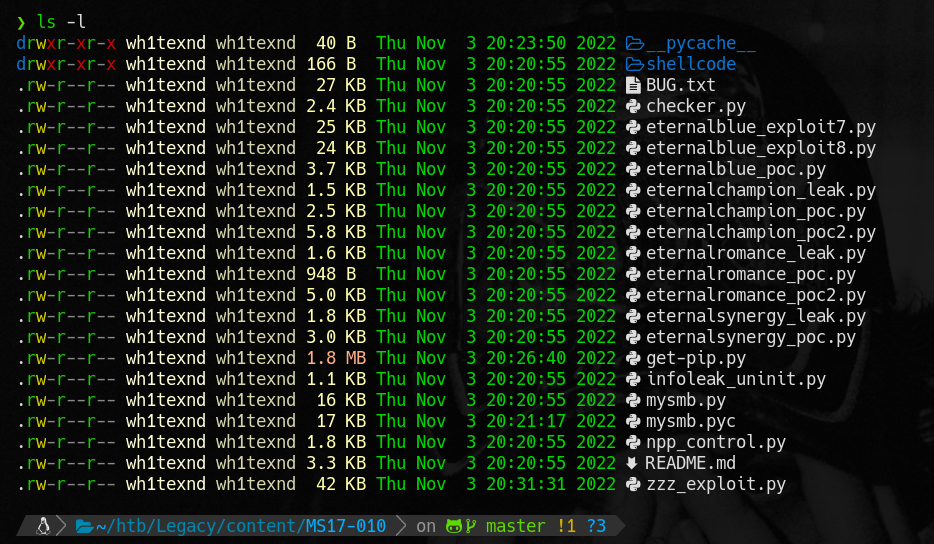 ❯ ls -l
drwxr-xr-x wh1texnd wh1texnd  40 B  Thu Nov  3 20:23:50 2022 __pycache__
drwxr-xr-x wh1texnd wh1texnd 166 B  Thu Nov  3 20:20:55 2022 shellcode
.rw-r--r-- wh1texnd wh1texnd  27 KB Thu Nov  3 20:20:55 2022 BUG.txt
.rw-r--r-- wh1texnd wh1texnd 2.4 KB Thu Nov  3 20:20:55 2022 checker.py
.rw-r--r-- wh1texnd wh1texnd  25 KB Thu Nov  3 20:20:55 2022 eternalblue_exploit7.py
.rw-r--r-- wh1texnd wh1texnd  24 KB Thu Nov  3 20:20:55 2022 eternalblue_exploit8.py
.rw-r--r-- wh1texnd wh1texnd 3.7 KB Thu Nov  3 20:20:55 2022 eternalblue_poc.py
.rw-r--r-- wh1texnd wh1texnd 1.5 KB Thu Nov  3 20:20:55 2022 eternalchampion_leak.py
.rw-r--r-- wh1texnd wh1texnd 2.5 KB Thu Nov  3 20:20:55 2022 eternalchampion_poc.py
.rw-r--r-- wh1texnd wh1texnd 5.8 KB Thu Nov  3 20:20:55 2022 eternalchampion_poc2.py
.rw-r--r-- wh1texnd wh1texnd 1.6 KB Thu Nov  3 20:20:55 2022 eternalromance_leak.py
.rw-r--r-- wh1texnd wh1texnd 948 B  Thu Nov  3 20:20:55 2022 eternalromance_poc.py
.rw-r--r-- wh1texnd wh1texnd 5.0 KB Thu Nov  3 20:20:55 2022 eternalromance_poc2.py
.rw-r--r-- wh1texnd wh1texnd 1.8 KB Thu Nov  3 20:20:55 2022 eternalsynergy_leak.py
.rw-r--r-- wh1texnd wh1texnd 3.0 KB Thu Nov  3 20:20:55 2022 eternalsynergy_poc.py
.rw-r--r-- wh1texnd wh1texnd 1.8 MB Thu Nov  3 20:26:40 2022 get-pip.py
.rw-r--r-- wh1texnd wh1texnd 1.1 KB Thu Nov  3 20:20:55 2022 infoleak_uninit.py
.rw-r--r-- wh1texnd wh1texnd  16 KB Thu Nov  3 20:20:55 2022 mysmb.py
.rw-r--r-- wh1texnd wh1texnd  17 KB Thu Nov  3 20:21:17 2022 mysmb.pyc
.rw-r--r-- wh1texnd wh1texnd 1.8 KB Thu Nov  3 20:20:55 2022 npp_control.py
.rw-r--r-- wh1texnd wh1texnd 3.3 KB Thu Nov  3 20:20:55 2022 README.md
.rw-r--r-- wh1texnd wh1texnd  42 KB Thu Nov  3 20:31:31 2022 zzz_exploit.py
~/htb/Legacy/content/MS17-010 on master !1 ?3